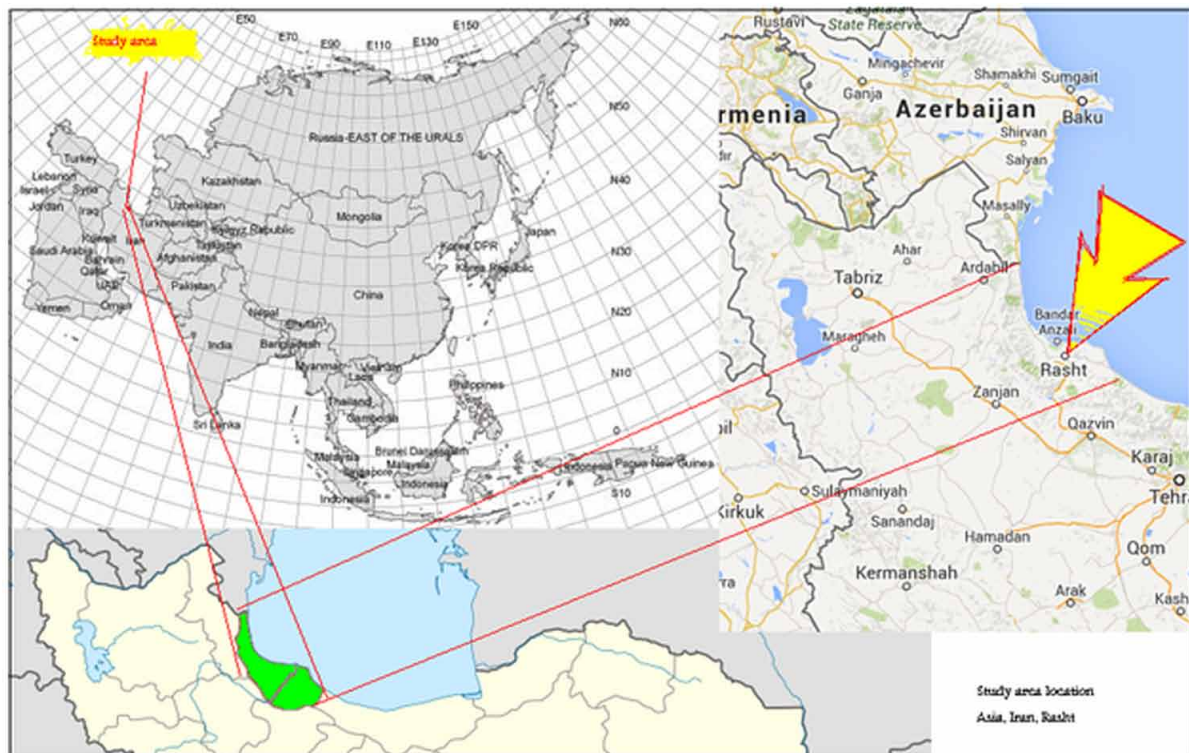 Study area
E50
E70
E90
E110
E130
E150
E160
N60
N50
N40
N30
N20
N10
0
S10
Russia-EAST OF THE URALS
Turkey
Lebanon
Syria
Israel
Jordan
Iraq
Kazakhstan
Uzbekistan
Turkmenistan
Kyrgyz Republic
Mongolia
Tajikistan
Iran
Kuwait
Saudi Arabia
Bahrain
Qatar
UAE
Afghanistan
Pakistan
Yemen
Oman
Korea DPR
Korea Republic
Japan
China
Nepal
Bhutan
India
Bangladesh
Myanmar
Laos
Vietnam
Thailand
Cambodia
Philippines
Sri Lanka
Brunei Darussalam
Malaysia
Malaysia
Singapore
Indonesia
Indonesia
Indonesia
Papua New Guinea
Rustavi
Zagatala
State Reserve
Mingachevir
Shamakhi
Sumgait
Ganja
Azerbaijan
Baku
rmenia
Shirvan
Salyan
Masally
Ahar
Ardabil
Tabriz
Bandar
Anzali
Maragheh
Rasht
Zanjan
Qazvin
Karaj
Tehra
Sulaymaniyah
Kirkuk
Sanandaj
Hamadan
Qom
Kermanshah
Arak
Kash
Study area location
Asia, Iran, Rasht